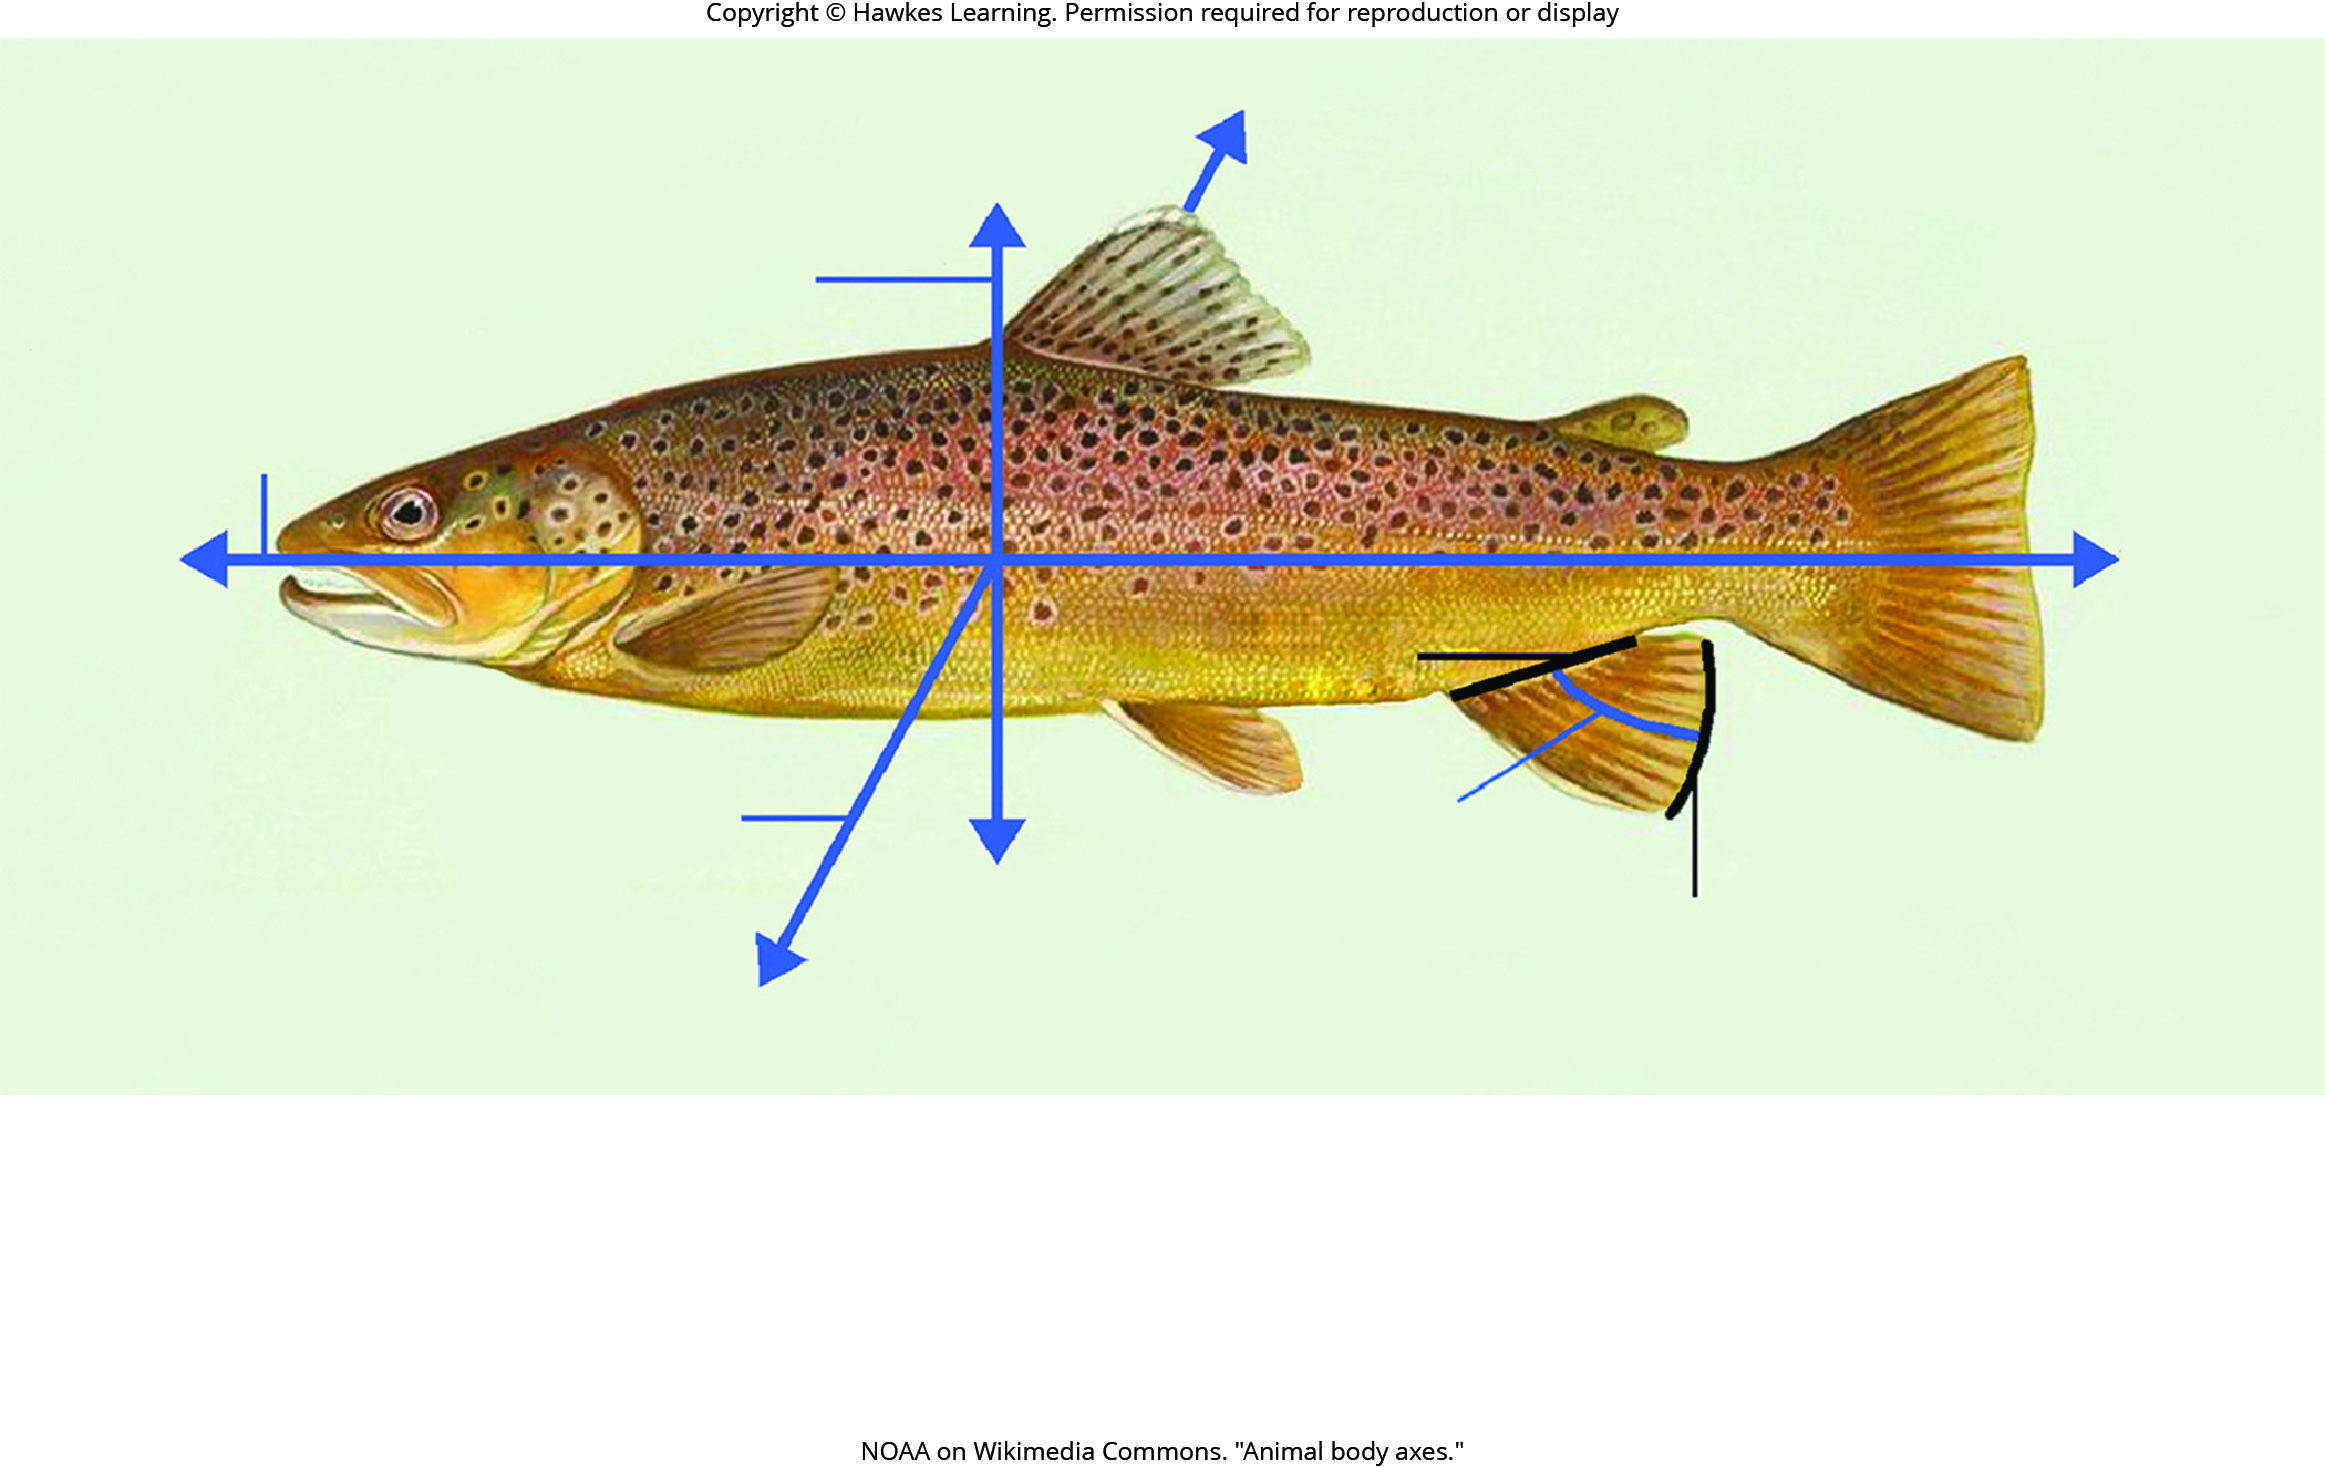 Copyright © Hawkes Learning. Permission required for reproduction or display
NOAA on Wikimedia Commons. "Animal body axes."